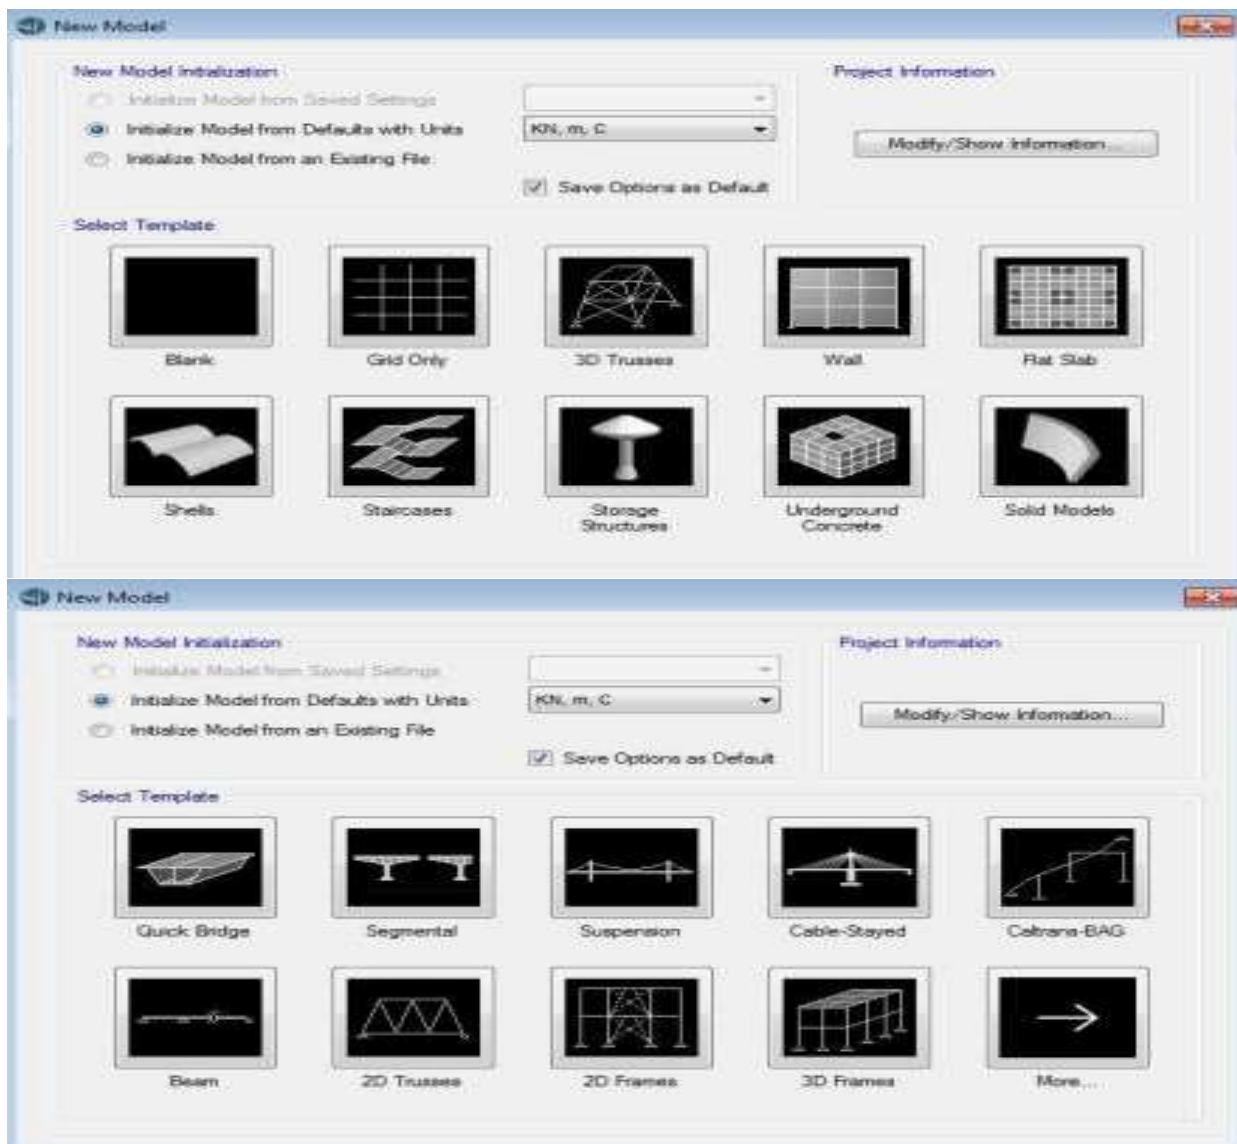 New Model
New Model Initialization
Initialize Model from Saved Settings
Initialize Model from Defaults with Units
KN, m, C
Initialize Model from an Existing File
Save Options as Default
Project Information
Modify/Show Information...
Select Template
Blank
Grid Only
3D Trusses
Wall
Flat Slab
Shells
Staircases
Storage
Structures
Underground
Concrete
Solid Models
New Model
New Model Initialization
Initialize Model from Saved Settings
Initialize Model from Defaults with Units
KN, m, C
Initialize Model from an Existing File
Save Options as Default
Project Information
Modify/Show Information...
Select Template
Quick Bridge
Segmental
Suspension
Cable-Stayed
Caltrans-BAG
Beam
2D Trusses
2D Frames
3D Frames
More...